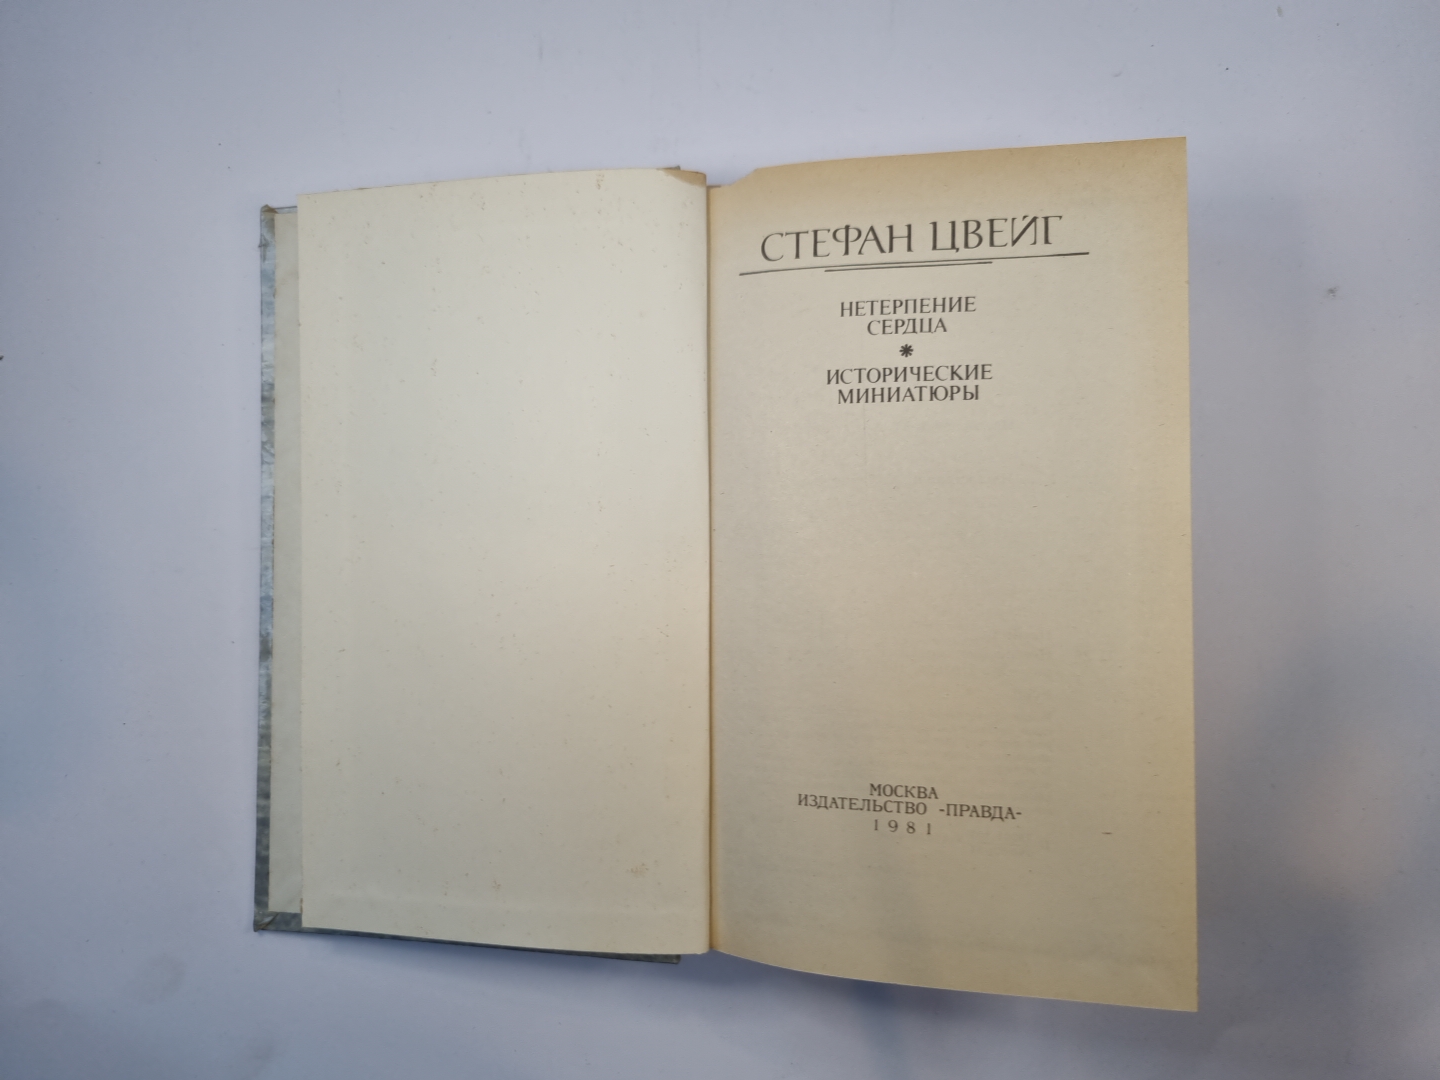 СТЕФАН ЦВЕЙГ
НЕТЕРПЕНИЕ
СЕРДЦА
*
ИСТОРИЧЕСКИЕ
МИНИАТЮРЫ
МОСКВА
ИЗДАТЕЛЬСТВО «ПРАВДА»
1981